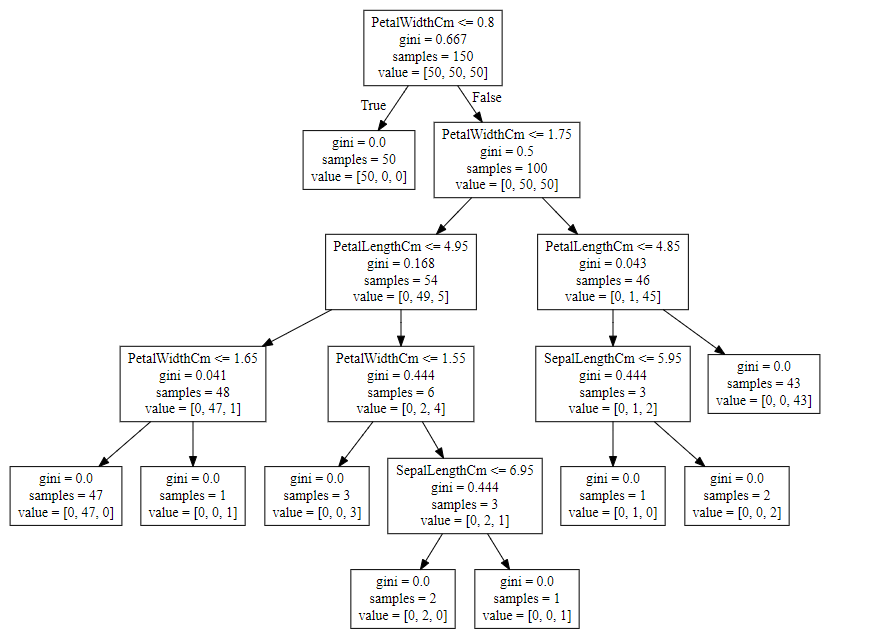 PetalWidthCm <= 0.8
gini = 0.667
samples = 150
value = [50, 50, 50]
True
False
gini = 0.0
samples = 50
value = [50, 0, 0]
PetalWidthCm <= 1.75
gini = 0.5
samples = 100
value = [0, 50, 50]
PetalLengthCm <= 4.95
gini = 0.168
samples = 54
value = [0, 49, 5]
PetalLengthCm <= 4.85
gini = 0.043
samples = 46
value = [0, 1, 45]
PetalWidthCm <= 1.65
gini = 0.041
samples = 48
value = [0, 47, 1]
PetalWidthCm <= 1.55
gini = 0.444
samples = 6
value = [0, 2, 4]
SepalLengthCm <= 5.95
gini = 0.444
samples = 3
value = [0, 1, 2]
gini = 0.0
samples = 43
value = [0, 0, 43]
gini = 0.0
samples = 47
value = [0, 47, 0]
gini = 0.0
samples = 1
value = [0, 0, 1]
gini = 0.0
samples = 3
value = [0, 0, 3]
SepalLengthCm <= 6.95
gini = 0.444
samples = 3
value = [0, 2, 1]
gini = 0.0
samples = 1
value = [0, 1, 0]
gini = 0.0
samples = 2
value = [0, 0, 2]
gini = 0.0
samples = 2
value = [0, 2, 0]
gini = 0.0
samples = 1
value = [0, 0, 1]